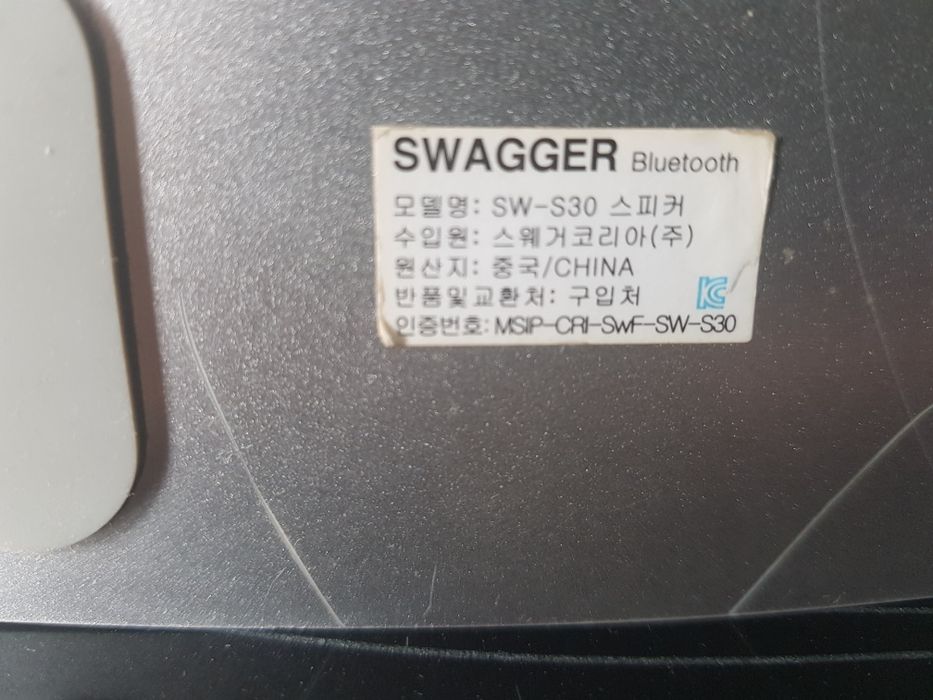 SWAGGER Bluetooth
모델명: SW-S30 스피커
수입원: 스웨거코리아(주)
원산지: 중국/CHINA
반품및교환처: 구입처
인증번호: MSIP-CRI-SwF-SW-S30